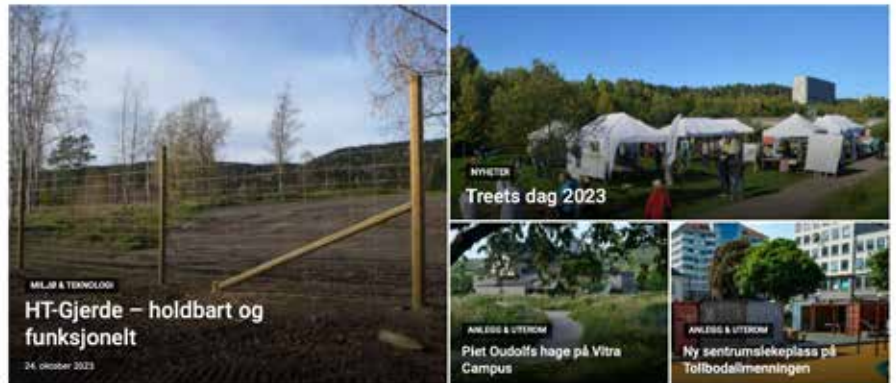 MILJØ & TEKNOLOGI
HT-Gjerde – holdbart og
funksjonelt
24. oktober 2023
NYHETER
Treets dag 2023
ANLEGG & UTEROM
Piet Oudolfs hage på Vitra
Campus
ANLEGG & UTEROM
Ny sentrumslekeplass på
Tollbodallmenningen